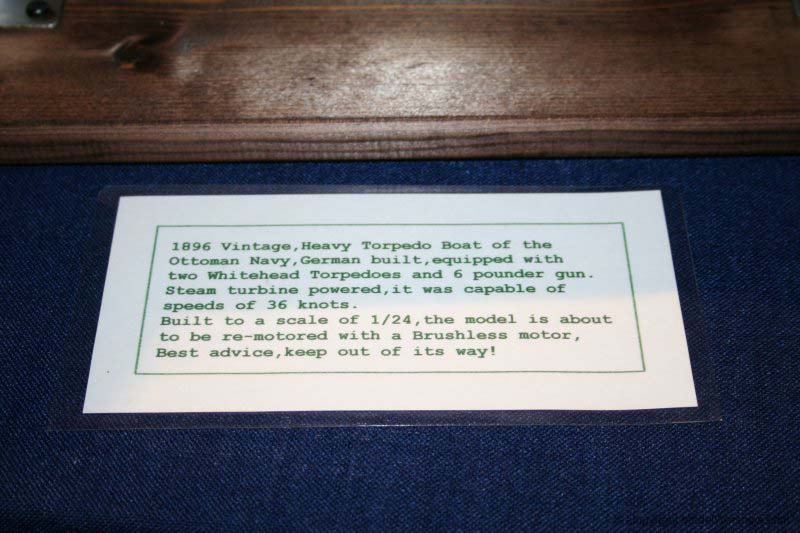 1896 Vintage,Heavy Torpedo Boat of the
Ottoman Navy,German built,equipped with
two Whitehead Torpedoes and 6 pounder gun.
Steam turbine powered,it was capable of
speeds of 36 knots.
Built to a scale of 1/24,the model is about
to be re-motored with a Brushless motor,
Best advice,keep out of its way!